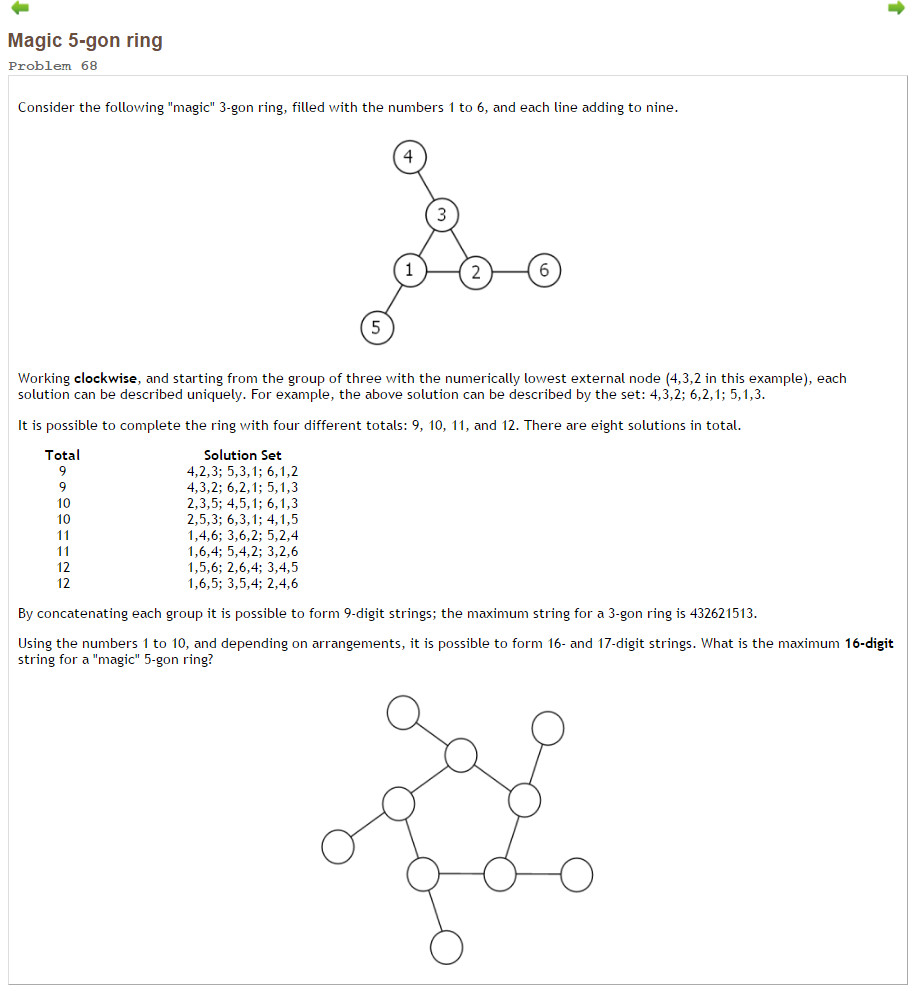 Magic 5-gon ring
Problem 68
Consider the following "magic" 3-gon ring, filled with the numbers 1 to 6, and each line adding to nine.
4
3
1
2
6
5
Working clockwise, and starting from the group of three with the numerically lowest external node (4,3,2 in this example), each
solution can be described uniquely. For example, the above solution can be described by the set: 4,3,2; 6,2,1; 5,1,3.
It is possible to complete the ring with four different totals: 9, 10, 11, and 12. There are eight solutions in total.
Total Solution Set
9 4,2,3; 5,3,1; 6,1,2
9 4,3,2; 6,2,1; 5,1,3
10 2,3,5; 4,5,1; 6,1,3
10 2,5,3; 6,3,1; 4,1,5
11 1,4,6; 3,6,2; 5,2,4
11 1,6,4; 5,4,2; 3,2,6
12 1,5,6; 2,6,4; 3,4,5
12 1,6,5; 3,5,4; 2,4,6
By concatenating each group it is possible to form 9-digit strings; the maximum string for a 3-gon ring is 432621513.
Using the numbers 1 to 10, and depending on arrangements, it is possible to form 16- and 17-digit strings. What is the maximum 16-digit
string for a "magic" 5-gon ring?